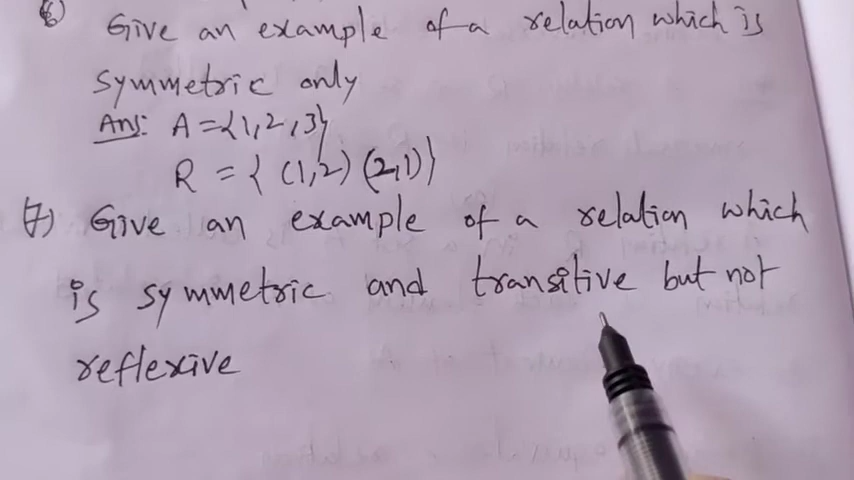 6) Give an example of a relation which is
symmetric only
Ans: A = {1, 2, 3}
R = { (1,2) (2,1)}
(7) Give an example of a relation which
is symmetric and transitive but not
reflexive